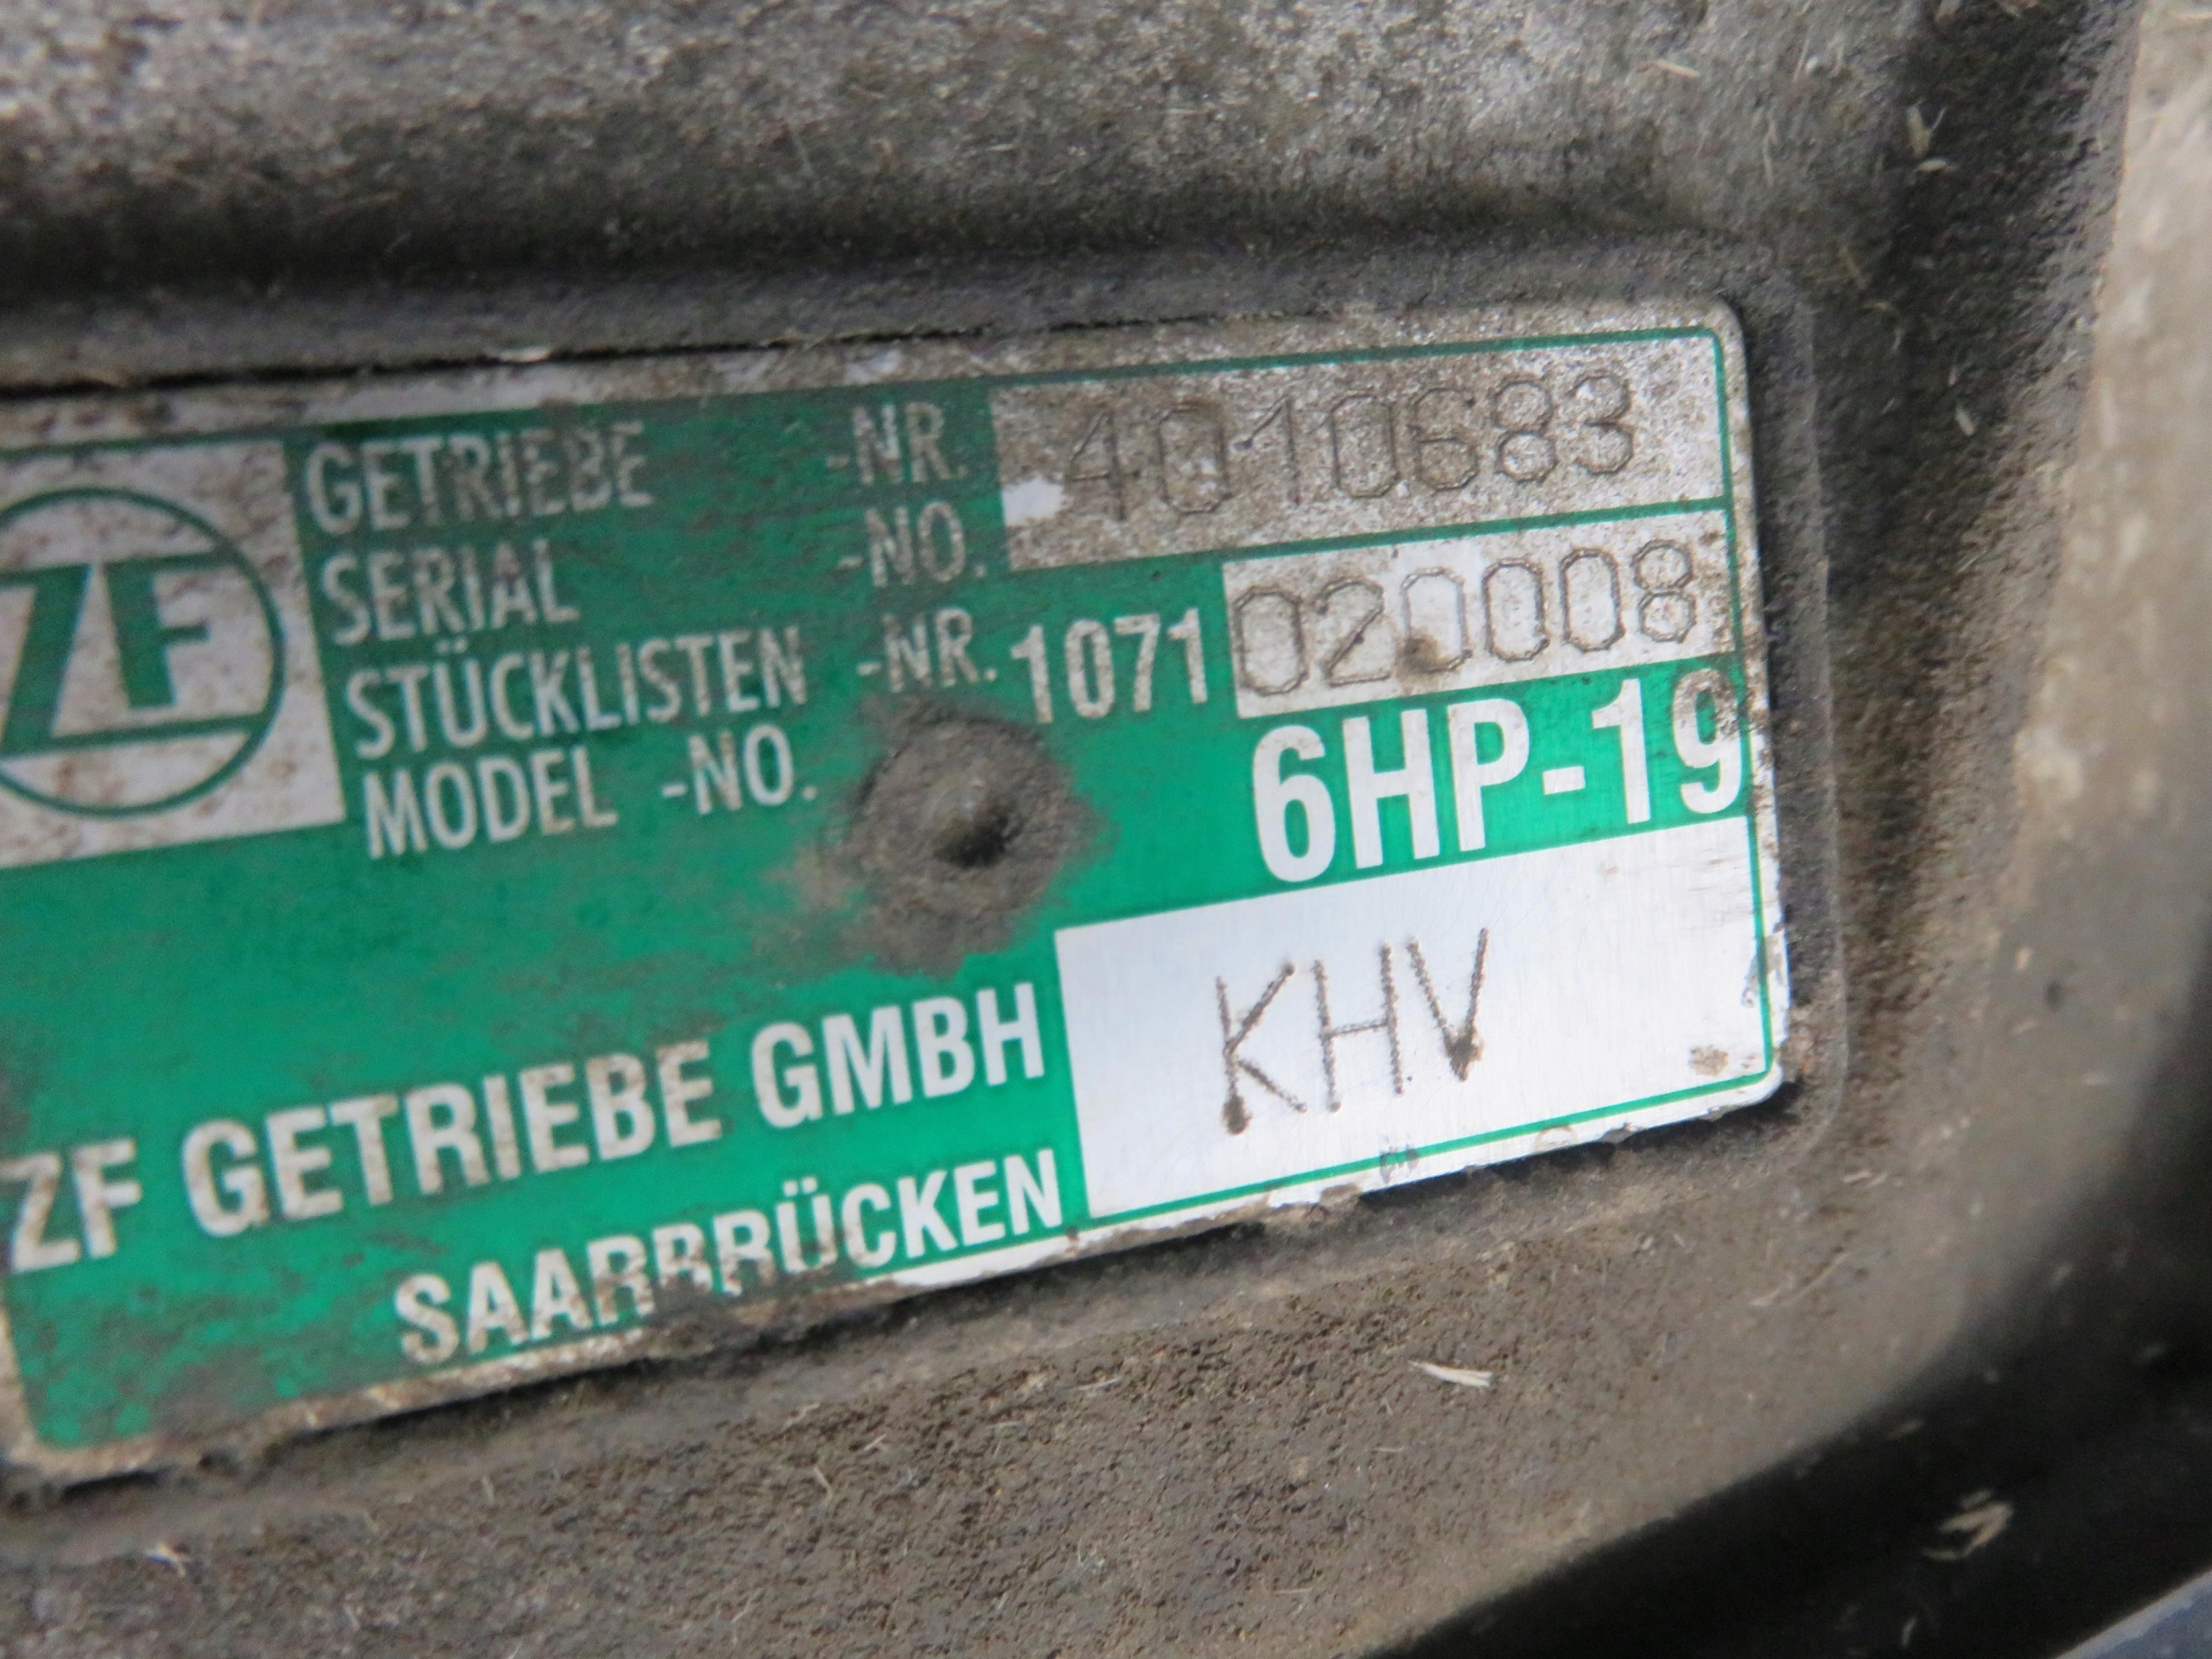 ZF
GETRIEBE -NR. 4010683
SERIAL -NO.
STÜCKLISTEN -NR. 1071 020008
MODEL -NO.
6HP-19
KHV
ZF GETRIEBE GMBH
SAARBRÜCKEN